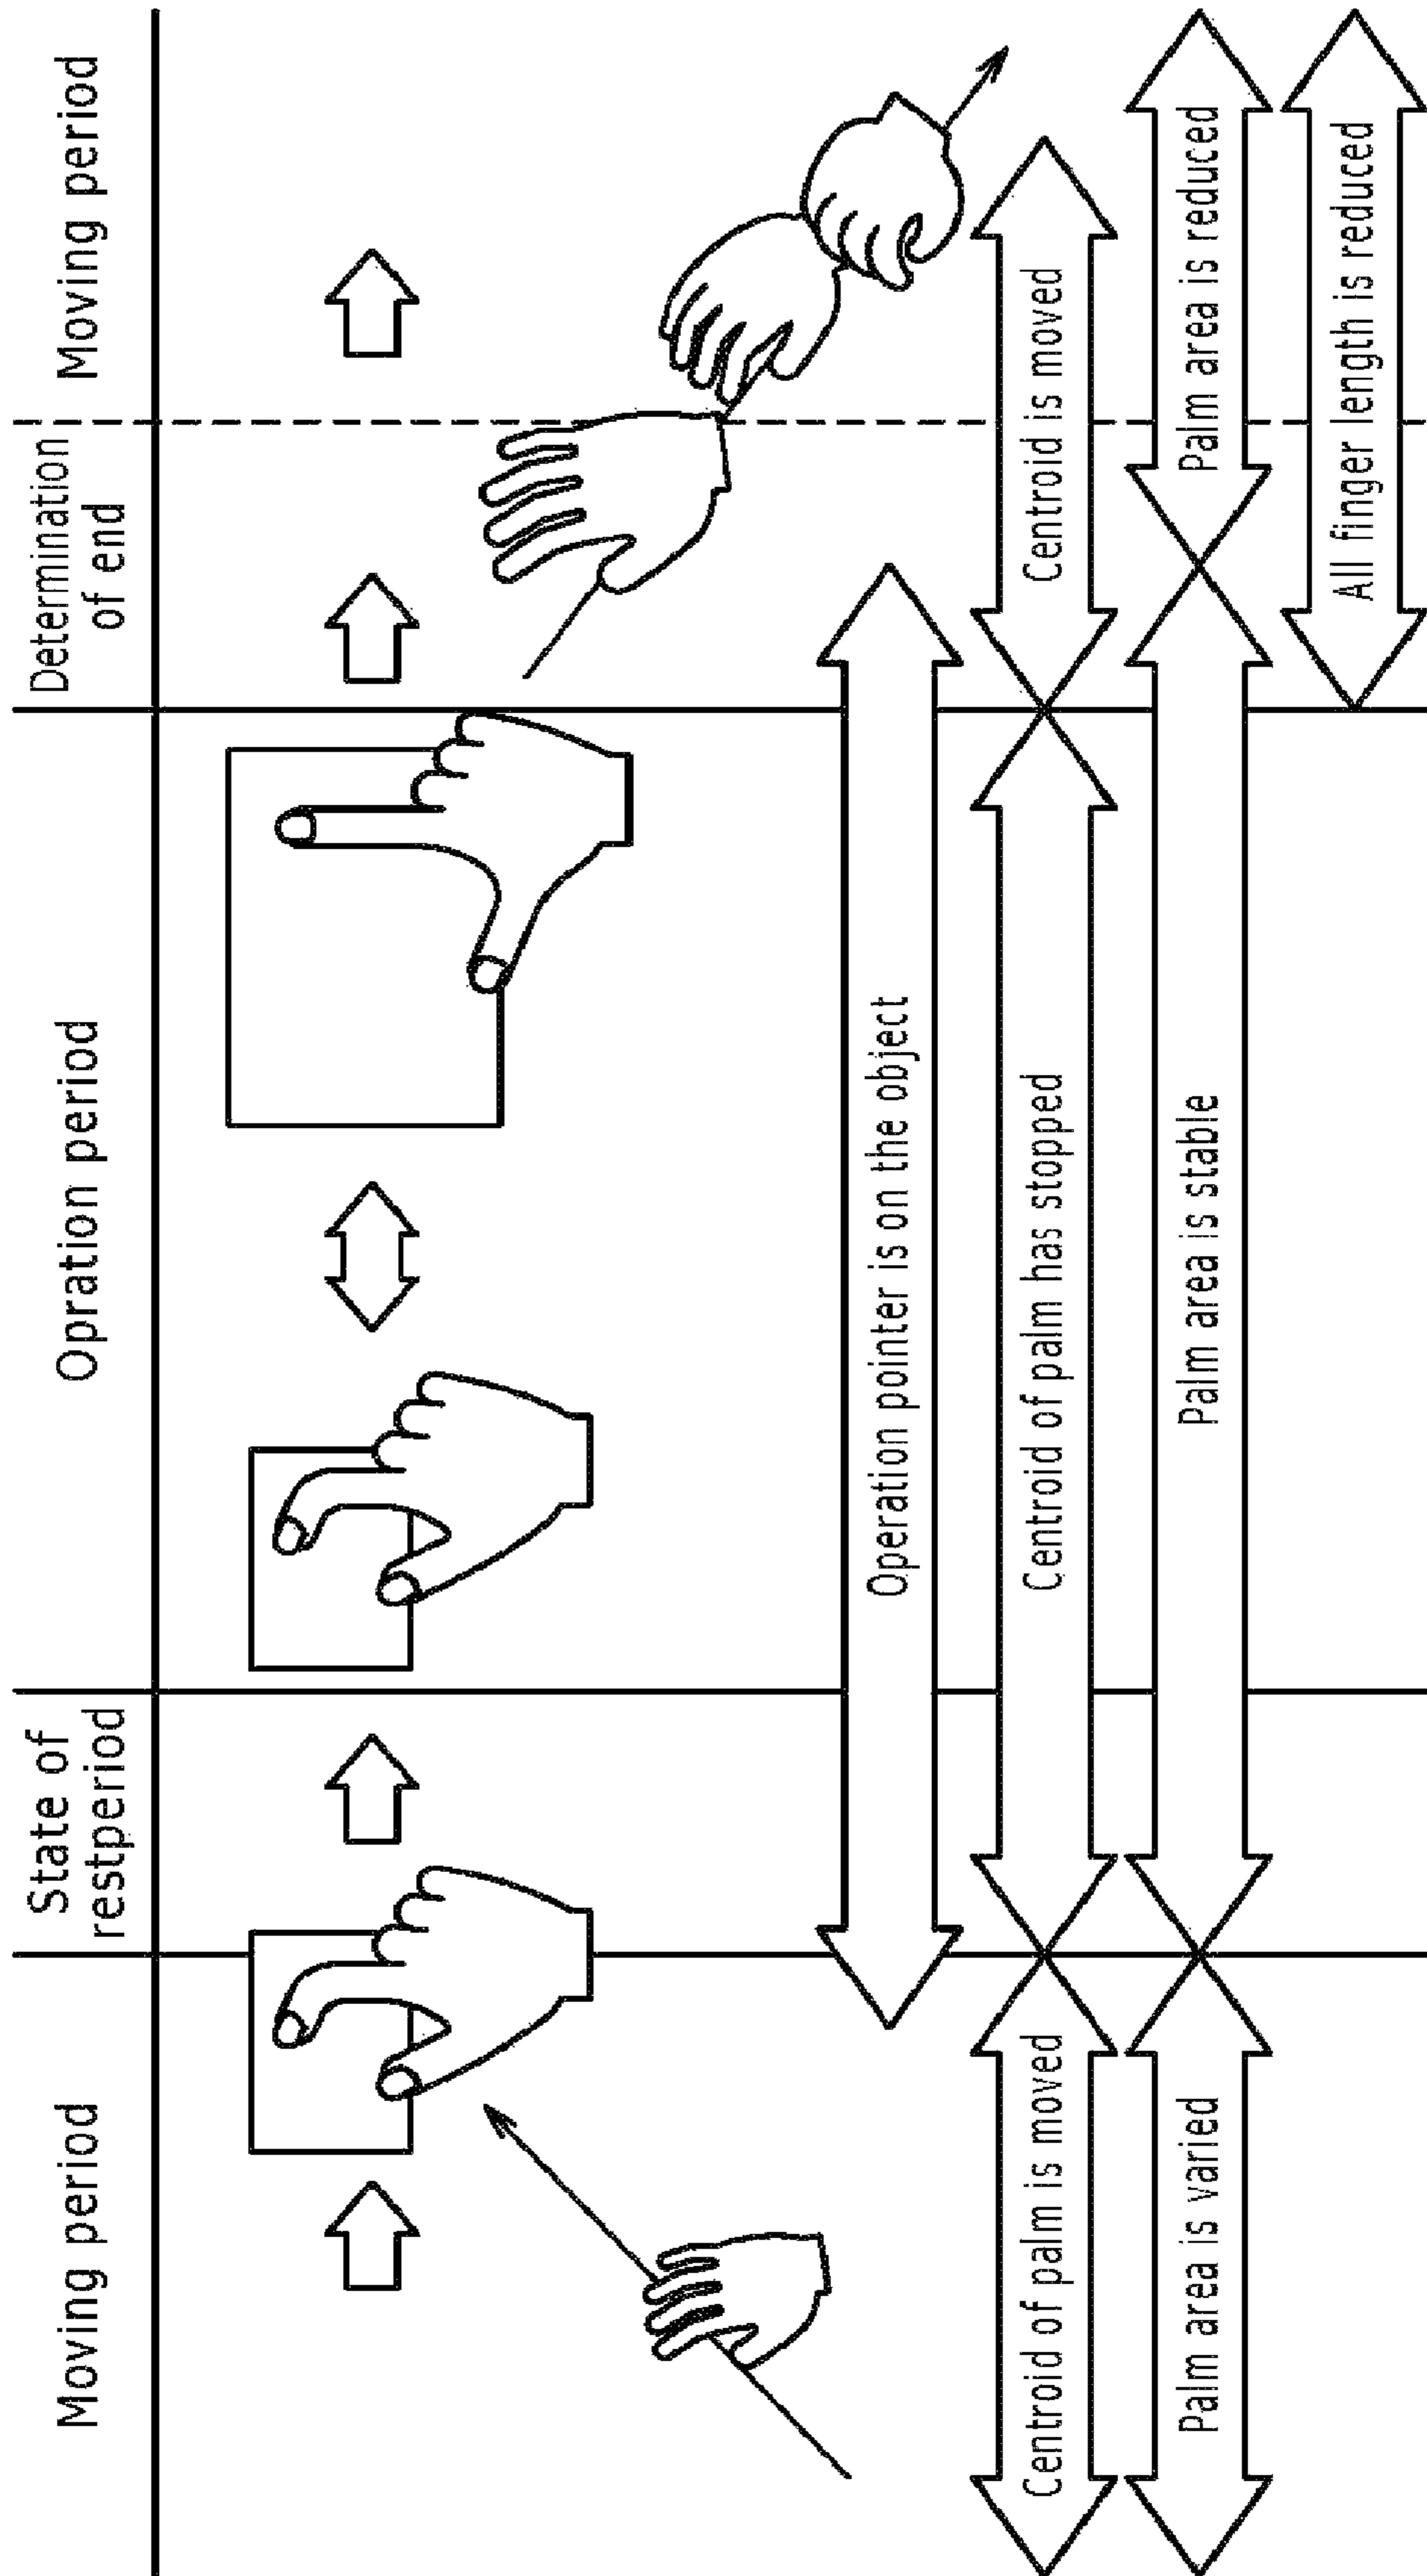 Moving period
State of
restperiod
Opration period
Determination
of end
Moving period
Operation pointer is on the object
Centroid of palm is moved
Centroid of palm has stopped
Centroid is moved
Palm area is varied
Palm area is stable
Palm area is reduced
All finger length is reduced